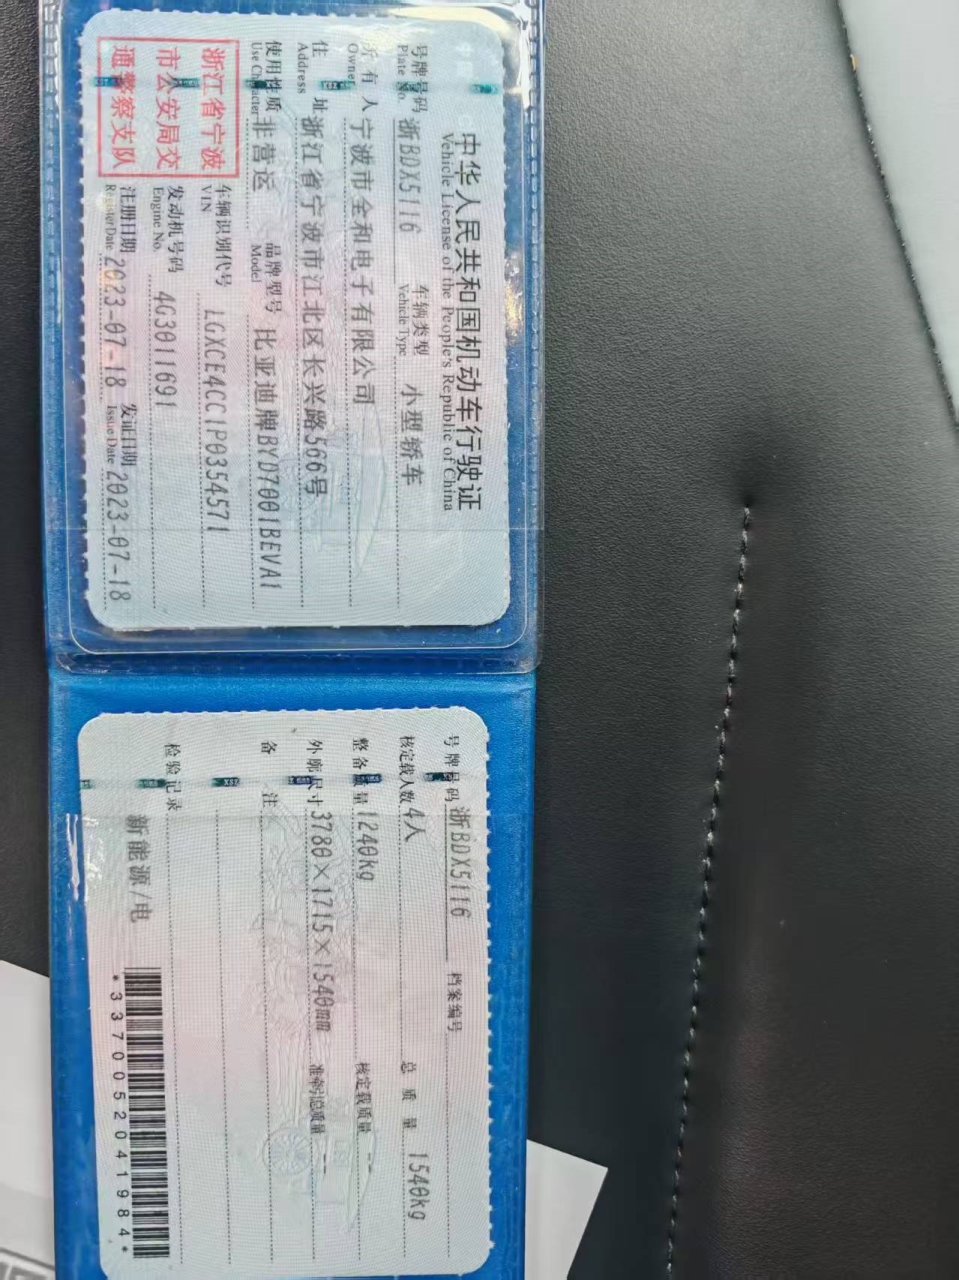 中华人民共和国机动车行驶证
Vehicle License of the People's Republic of China
号牌号码 浙BDX5116 车辆类型 小型轿车
Plate No. Vehicle Type
所有人 宁波市全和电子有限公司
Owner
住 址 浙江省宁波市江北区长兴路566号
Address
使用性质 非营运 品牌型号 比亚迪牌BYD7001BEVA1
Use Character Model
浙江省宁波
市公安局交
通警察支队
车辆识别代号 LGXCE4CC1P0354571
VIN
发动机号码 4G3011691
Engine No.
注册日期 2023-07-18 发证日期 2023-07-18
Register Date Issue Date
号牌号码 浙BDX5116 档案编号
核定载人数 4人 总 质 量 1540kg
整备质量 1240kg 核定载质量 --
外廓尺寸 3780×1715×1540mm 准牵引总质量 --
备 注
检验记录
新能源/电
*3370052041984*